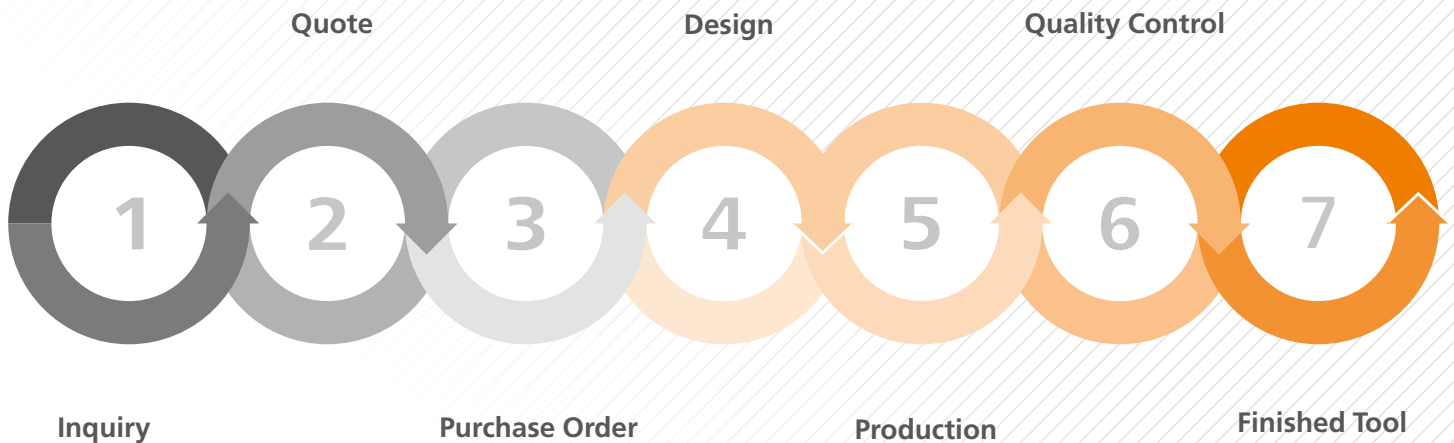 Quote
Design
Quality Control
1
2
3
4
5
6
7
Inquiry
Purchase Order
Production
Finished Tool